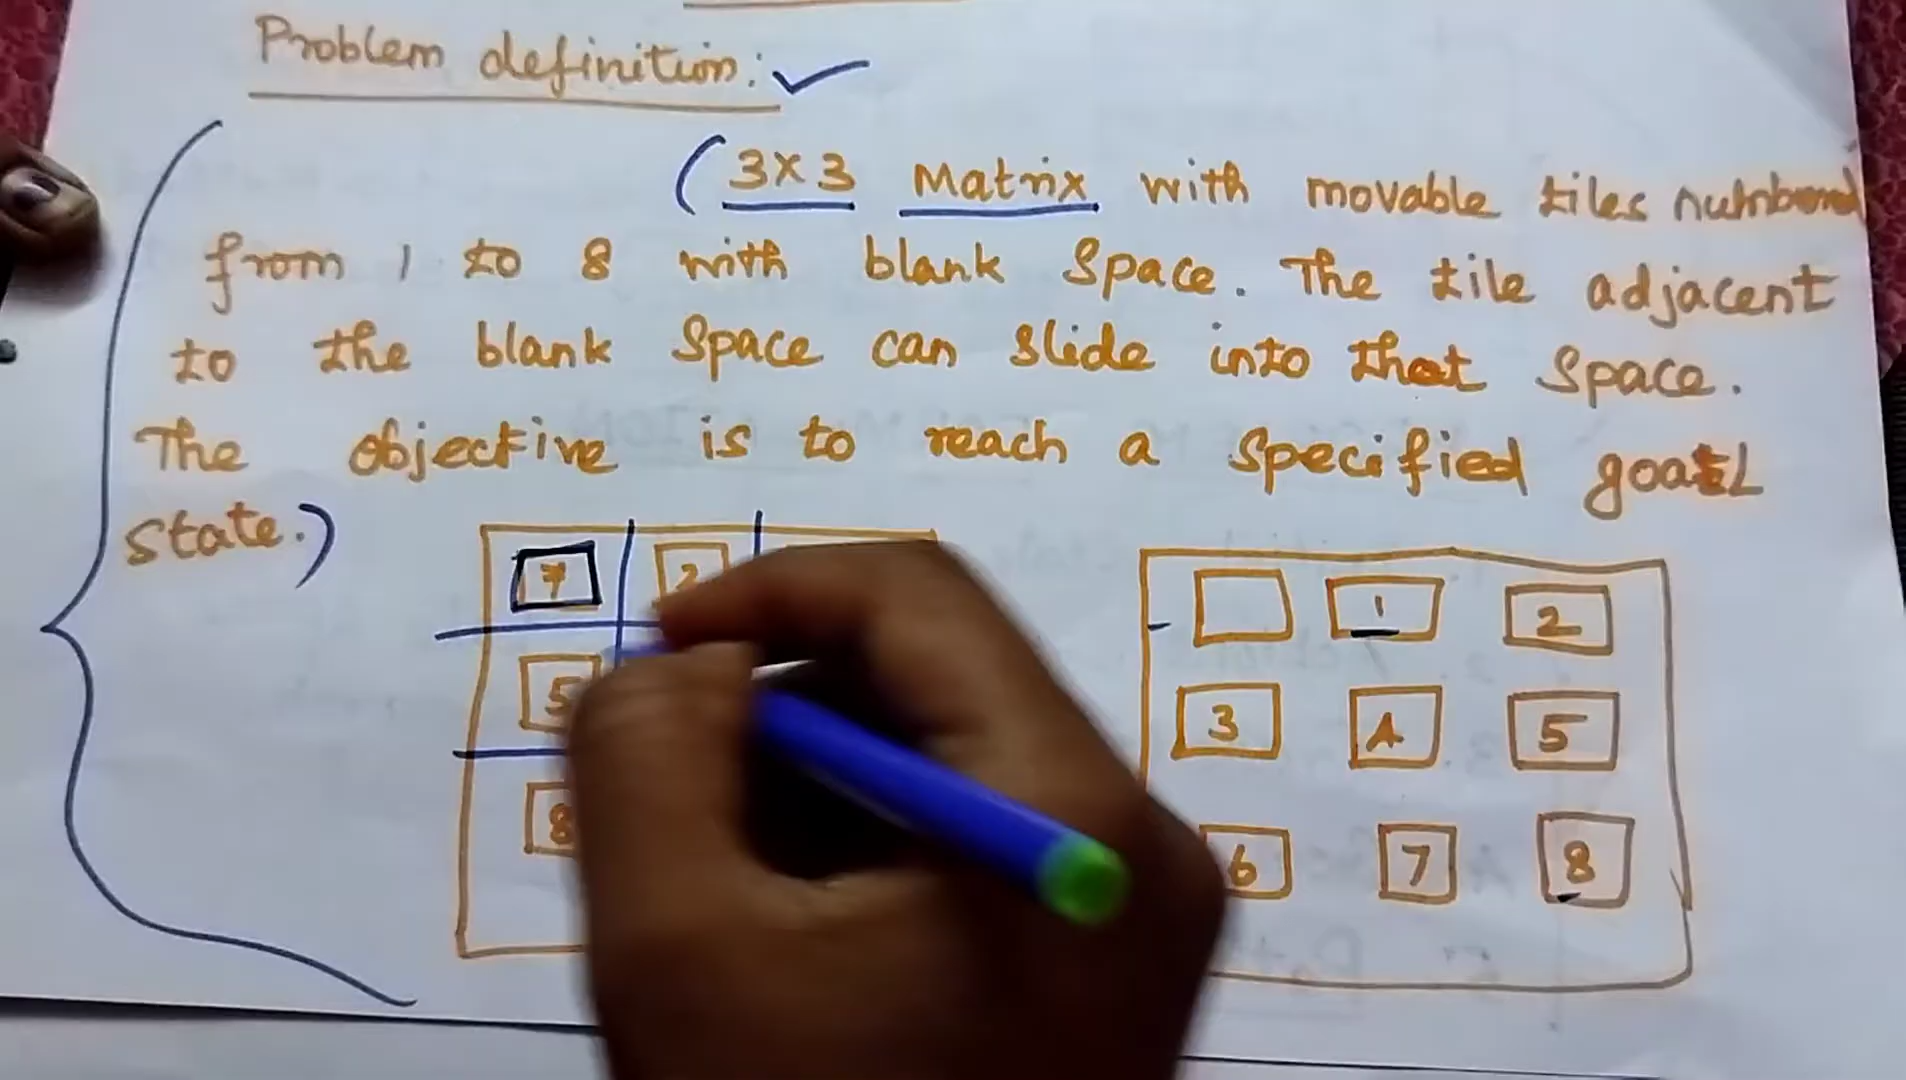 Problem definition:
(3x3 Matrix with movable tiles numbered
from 1 to 8 with blank Space. The tile adjacent
to the blank Space can slide into that Space.
The objective is to reach a specified goal
state.)
7 2
5
8
1 2
3 4 5
6 7 8